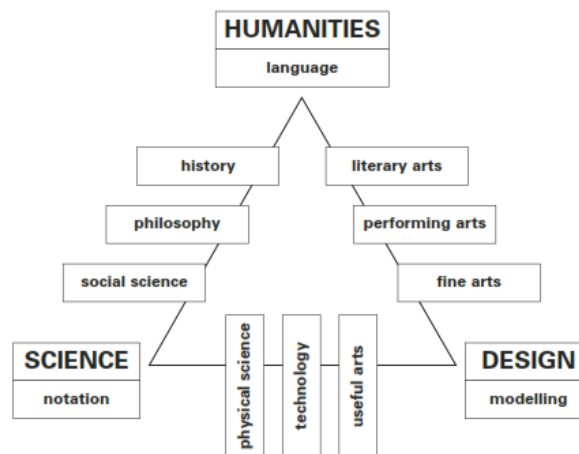 HUMANITIES
language
history
literary arts
philosophy
performing arts
social science
fine arts
physical science
technology
useful arts
SCIENCE
notation
DESIGN
modelling